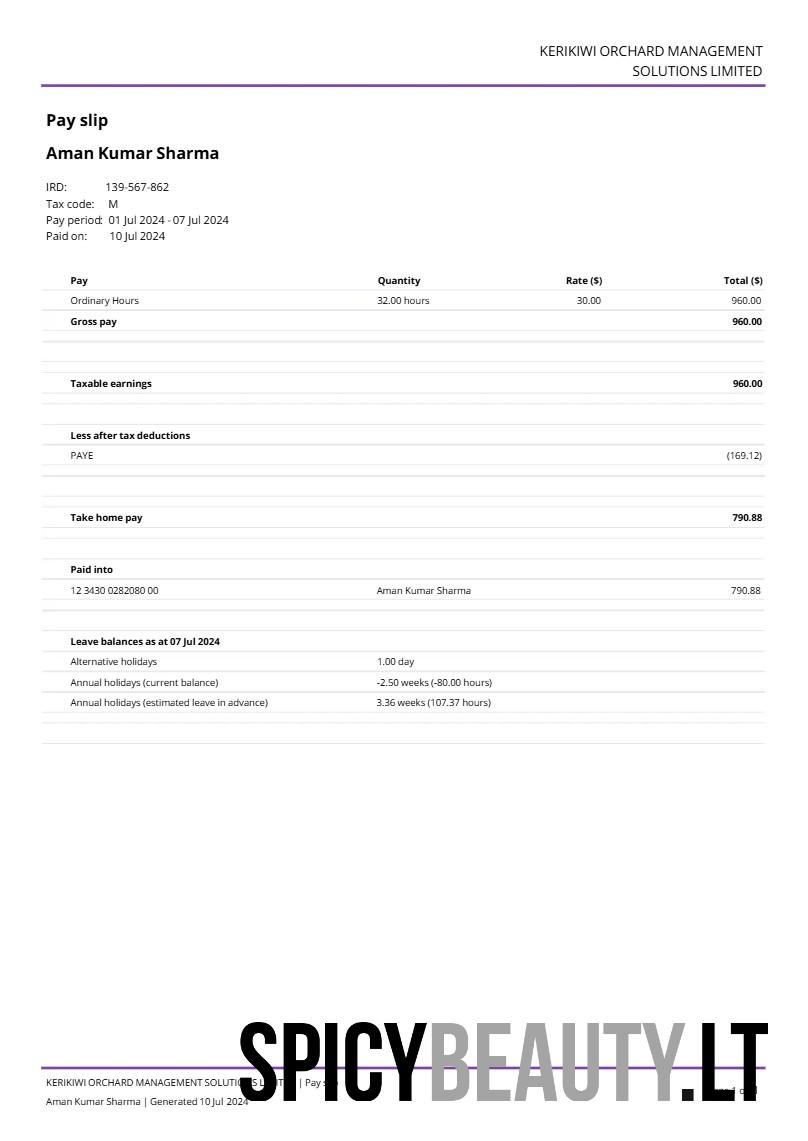 KERIKIWI ORCHARD MANAGEMENT
SOLUTIONS LIMITED
Pay slip
Aman Kumar Sharma
IRD: 139-567-862
Tax code: M
Pay period: 01 Jul 2024 - 07 Jul 2024
Paid on: 10 Jul 2024
Pay Quantity Rate ($) Total ($)
Ordinary Hours 32.00 hours 30.00 960.00
Gross pay 960.00
Taxable earnings 960.00
Less after tax deductions
PAYE (169.12)
Take home pay 790.88
Paid into
12 3430 0282080 00 Aman Kumar Sharma 790.88
Leave balances as at 07 Jul 2024
Alternative holidays 1.00 day
Annual holidays (current balance) -2.50 weeks (-80.00 hours)
Annual holidays (estimated leave in advance) 3.36 weeks (107.37 hours)
SPICYBEAUTY.LT
KERIKIWI ORCHARD MANAGEMENT | Pay
Aman Kumar Sharma | Generated 10 Jul 2024